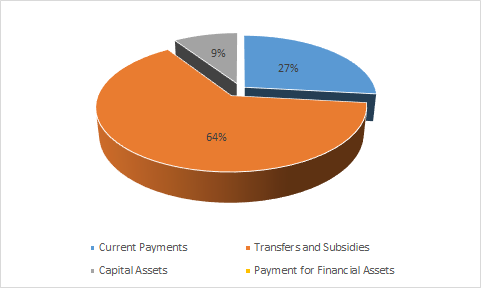 9%
27%
64%
Current Payments
Transfers and Subsidies
Capital Assets
Payment for Financial Assets